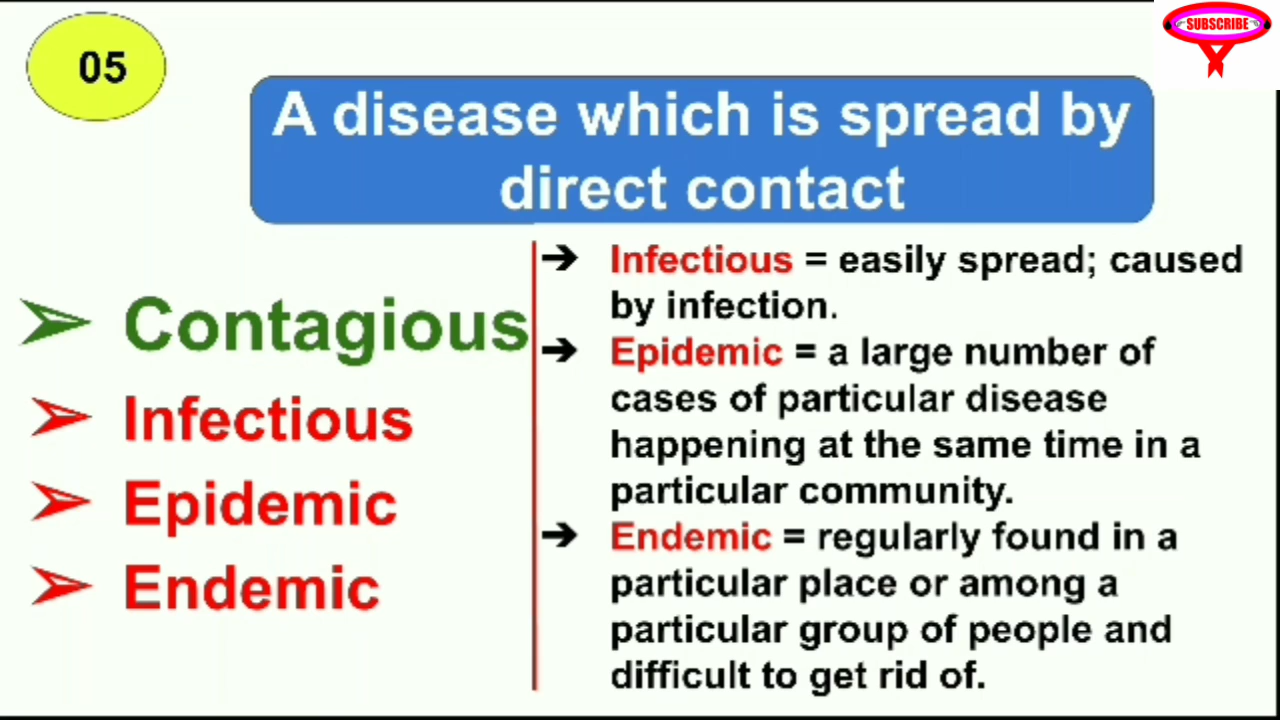 05
SUBSCRIBE
A disease which is spread by
direct contact
➢ Contagious
➢ Infectious
➢ Epidemic
➢ Endemic
➔ Infectious = easily spread; caused
by infection.
➔ Epidemic = a large number of
cases of particular disease
happening at the same time in a
particular community.
➔ Endemic = regularly found in a
particular place or among a
particular group of people and
difficult to get rid of.